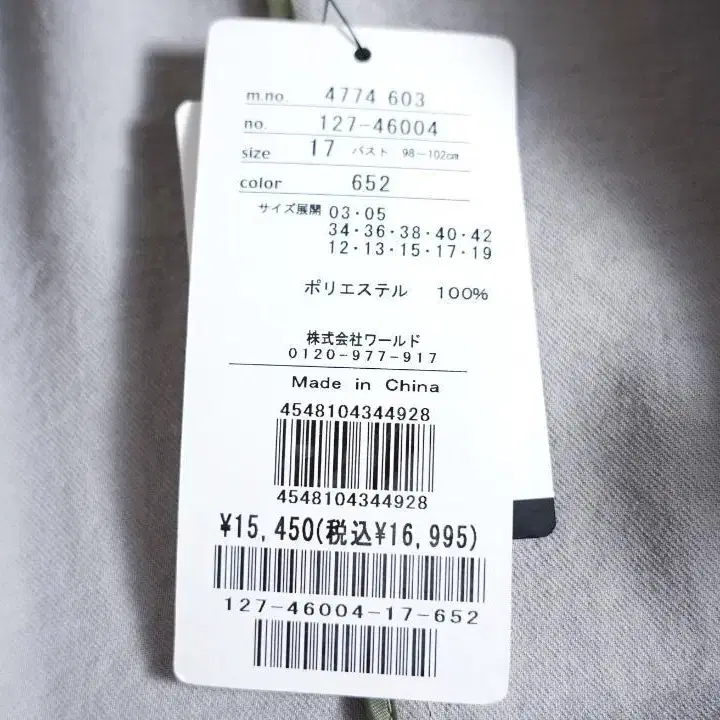 m.no. 4774 603
no. 127-46004
size 17 バスト 98-102cm
color 652
サイズ展開 03・05
34・36・38・40・42
12・13・15・17・19
ポリエステル 100%
株式会社ワールド
0120-977-917
Made in China
4548104344928
4548104344928
¥15,450(税込¥16,995)
127-46004-17-652